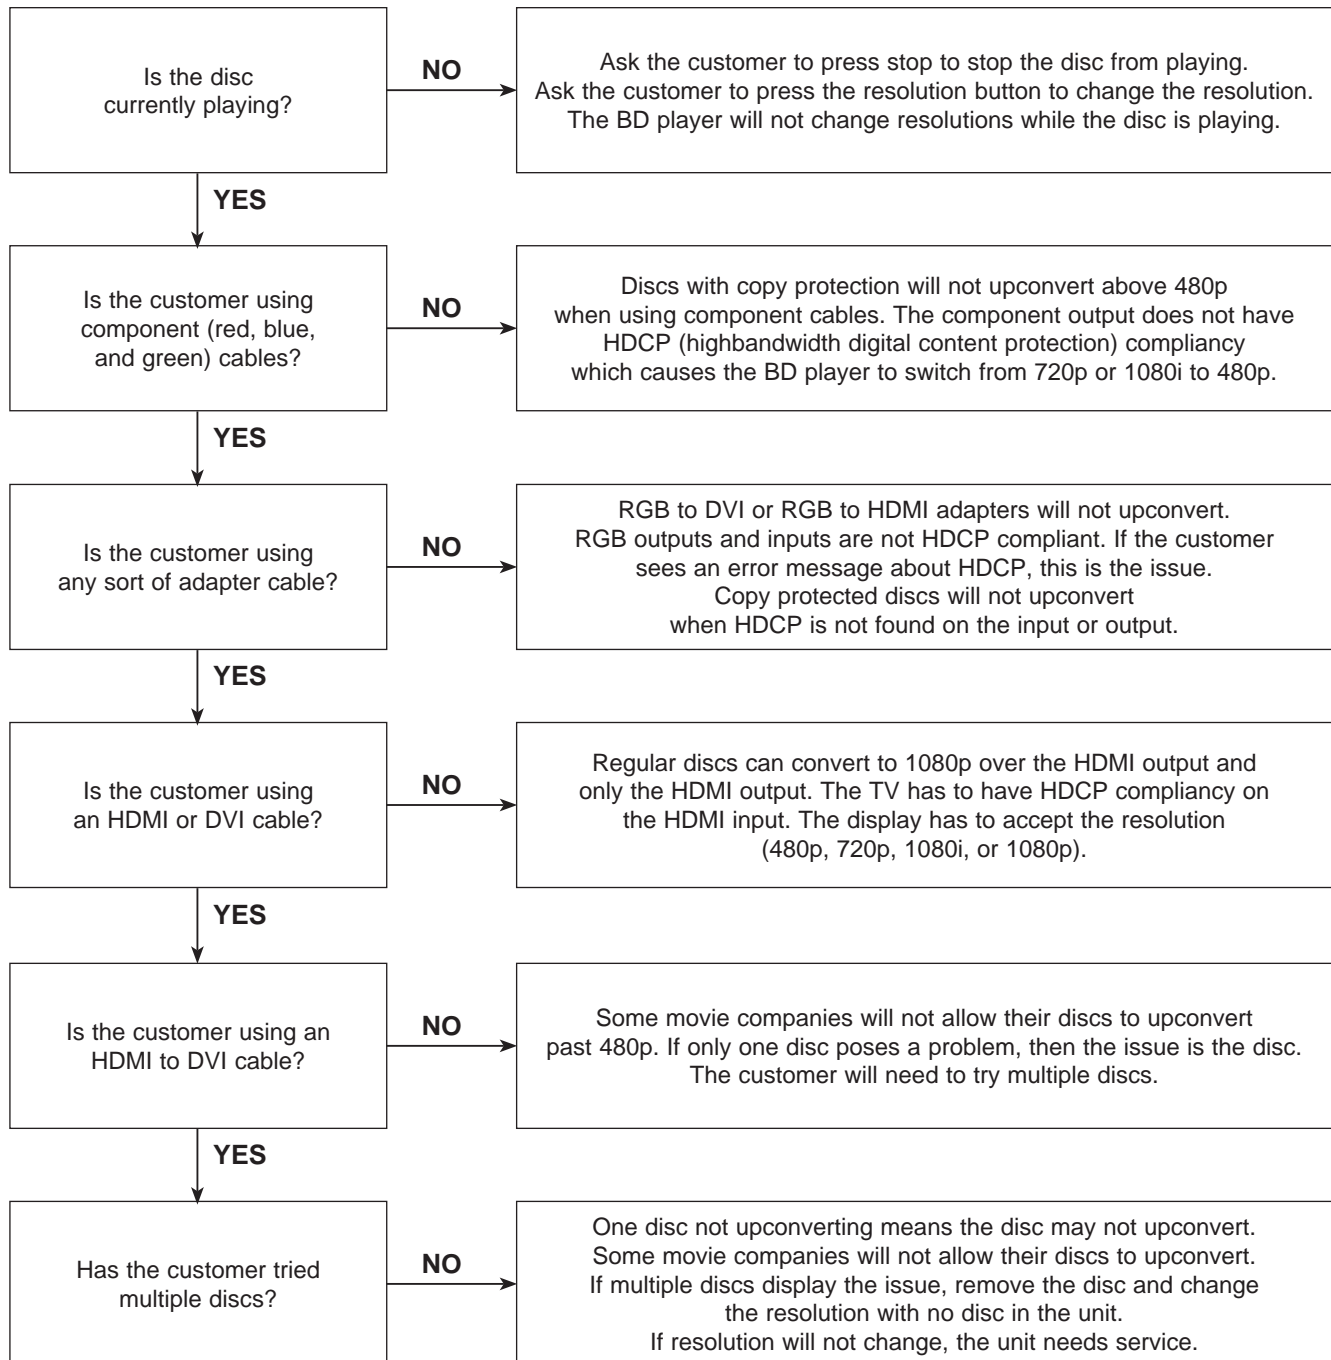 Is the disc
currently playing?
NO
Ask the customer to press stop to stop the disc from playing.
Ask the customer to press the resolution button to change the resolution.
The BD player will not change resolutions while the disc is playing.
YES
Is the customer using
component (red, blue,
and green) cables?
NO
Discs with copy protection will not upconvert above 480p
when using component cables. The component output does not have
HDCP (highbandwidth digital content protection) compliancy
which causes the BD player to switch from 720p or 1080i to 480p.
YES
Is the customer using
any sort of adapter cable?
NO
RGB to DVI or RGB to HDMI adapters will not upconvert.
RGB outputs and inputs are not HDCP compliant. If the customer
sees an error message about HDCP, this is the issue.
Copy protected discs will not upconvert
when HDCP is not found on the input or output.
YES
Is the customer using
an HDMI or DVI cable?
NO
Regular discs can convert to 1080p over the HDMI output and
only the HDMI output. The TV has to have HDCP compliancy on
the HDMI input. The display has to accept the resolution
(480p, 720p, 1080i, or 1080p).
YES
Is the customer using an
HDMI to DVI cable?
NO
Some movie companies will not allow their discs to upconvert
past 480p. If only one disc poses a problem, then the issue is the disc.
The customer will need to try multiple discs.
YES
Has the customer tried
multiple discs?
NO
One disc not upconverting means the disc may not upconvert.
Some movie companies will not allow their discs to upconvert.
If multiple discs display the issue, remove the disc and change
the resolution with no disc in the unit.
If resolution will not change, the unit needs service.